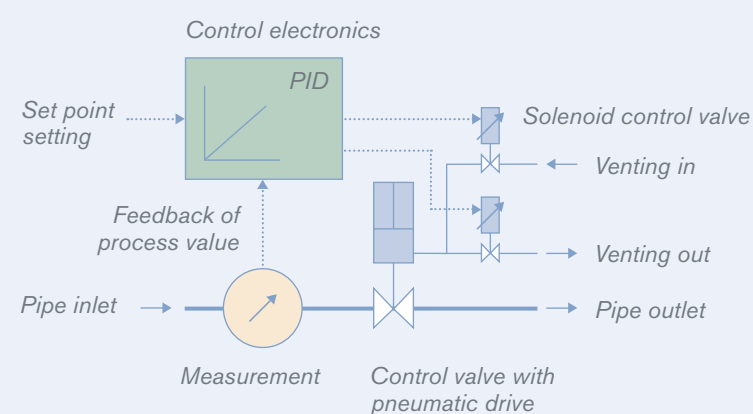 Control electronics
PID
Set point
setting
Solenoid control valve
Venting in
Feedback of
process value
Venting out
Pipe inlet
Pipe outlet
Measurement
Control valve with
pneumatic drive